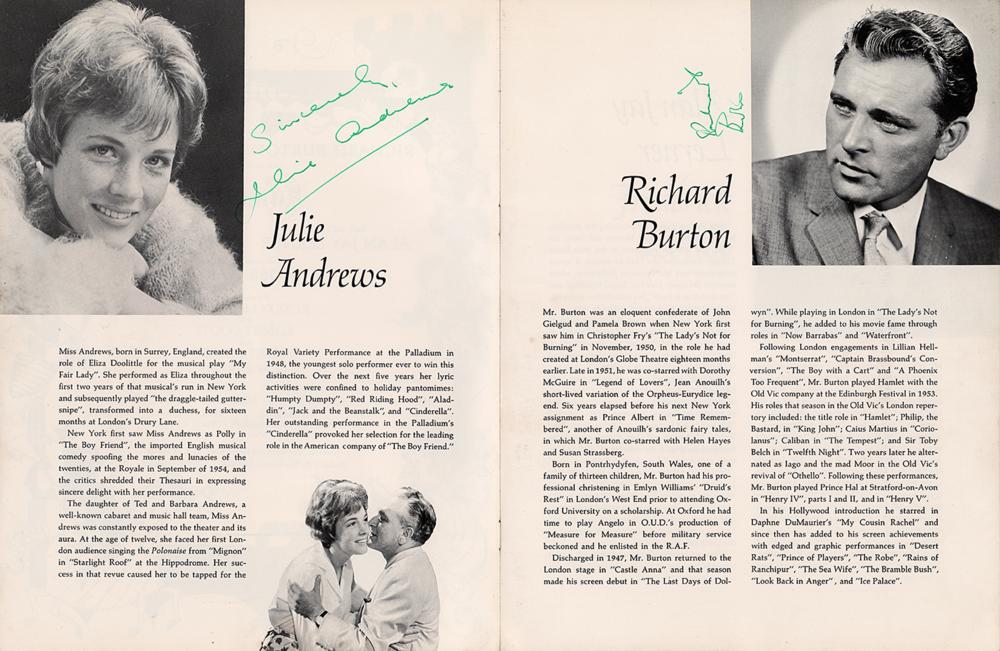 Sincerely,
Julie Andrews
Julie
Andrews
Miss Andrews, born in Surrey, England, created the
role of Eliza Doolittle for the musical play "My
Fair Lady". She performed as Eliza throughout the
first two years of that musical's run in New York
and subsequently played "the draggle-tailed gutter-
snipe", transformed into a duchess, for sixteen
months at London's Drury Lane.
New York first saw Miss Andrews as Polly in
"The Boy Friend", the imported English musical
comedy spoofing the mores and lunacies of the
twenties, at the Royale in September of 1954, and
the critics shredded their Thesauri in expressing
sincere delight with her performance.
The daughter of Ted and Barbara Andrews, a
well-known cabaret and music hall team, Miss An-
drews was constantly exposed to the theater and its
aura. At the age of twelve, she faced her first Lon-
don audience singing the Polonaise from "Mignon"
in "Starlight Roof" at the Hippodrome. Her suc-
cess in that revue caused her to be tapped for the
Royal Variety Performance at the Palladium in
1948, the youngest solo performer ever to win this
distinction. Over the next five years her lyric
activities were confined to holiday pantomimes:
"Humpty Dumpty", "Red Riding Hood", "Alad-
din", "Jack and the Beanstalk", and "Cinderella".
Her outstanding performance in the Palladium's
"Cinderella" provoked her selection for the leading
role in the American company of "The Boy Friend."
Richard
Burton
Mr. Burton was an eloquent confederate of John
Gielgud and Pamela Brown when New York first
saw him in Christopher Fry's "The Lady's Not for
Burning" in November, 1950, in the role he had
created at London's Globe Theatre eighteen months
earlier. Late in 1951, he was co-starred with Dorothy
McGuire in "Legend of Lovers", Jean Anouilh's
short-lived variation of the Orpheus-Eurydice leg-
end. Six years elapsed before his next New York
assignment as Prince Albert in "Time Remem-
bered", another of Anouilh's sardonic fairy tales,
in which Mr. Burton co-starred with Helen Hayes
and Susan Strassberg.
Born in Pontrhydyfen, South Wales, one of a
family of thirteen children, Mr. Burton had his pro-
fessional christening in Emlyn Williams' "Druid's
Rest" in London's West End prior to attending Ox-
ford University on a scholarship. At Oxford he had
time to play Angelo in O.U.D.'s production of
"Measure for Measure" before military service
beckoned and he enlisted in the R.A.F.
Discharged in 1947, Mr. Burton returned to the
London stage in "Castle Anna" and that season
made his screen debut in "The Last Days of Dol-
wyn". While playing in London in "The Lady's Not
for Burning", he added to his movie fame through
roles in "Now Barrabas" and "Waterfront".
Following London engagements in Lillian Hell-
man's "Montserrat", "Captain Brassbound's Con-
version", "The Boy with a Cart" and "A Phoenix
Too Frequent", Mr. Burton played Hamlet with the
Old Vic company at the Edinburgh Festival in 1953.
His roles that season in the Old Vic's London reper-
tory included: the title role in "Hamlet"; Philip, the
Bastard, in "King John"; Caius Martius in "Corio-
lanus"; Caliban in "The Tempest"; and Sir Toby
Belch in "Twelfth Night". Two years later he alter-
nated as Iago and the mad Moor in the Old Vic's
revival of "Othello". Following these performances,
Mr. Burton played Prince Hal at Stratford-on-Avon
in "Henry IV", parts I and II, and in "Henry V".
In his Hollywood introduction he starred in
Daphne DuMaurier's "My Cousin Rachel" and
since then has added to his screen achievements
with edged and graphic performances in "Desert
Rats", "Prince of Players", "The Robe", "Rains of
Ranchipur", "The Sea Wife", "The Bramble Bush",
"Look Back in Anger", and "Ice Palace".